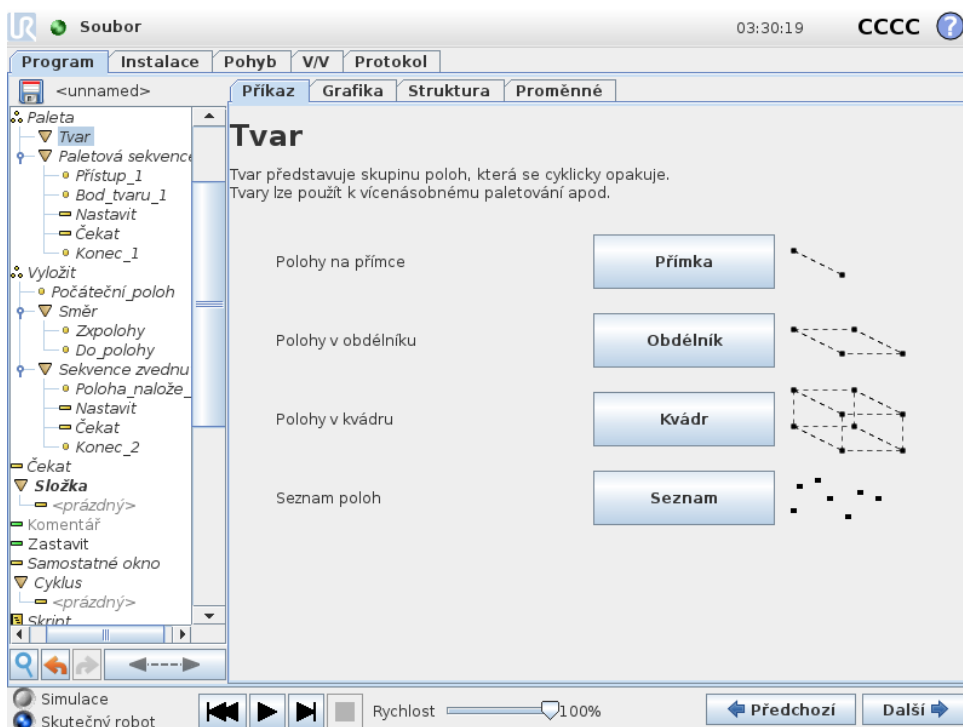 UR Soubor 03:30:19 CCCC ?
Program Instalace Pohyb V/V Protokol
<unnamed>
Příkaz Grafika Struktura Proměnné
Paleta
Tvar
Paletová sekvence
Přístup_1
Bod_tvaru_1
Nastavit
Čekat
Konec_1
Vyložit
Počáteční_poloh
Směr
Zxpolohy
Do_polohy
Sekvence zvednu
Poloha_nalože_
Nastavit
Čekat
Konec_2
Čekat
Složka
<prázdný>
Komentář
Zastavit
Samostatné okno
Cyklus
<prázdný>
Skript
Tvar
Tvar představuje skupinu poloh, která se cyklicky opakuje.
Tvary lze použít k vícenásobnému paletování apod.
Polohy na přímce Přímka
Polohy v obdélníku Obdélník
Polohy v kvádru Kvádr
Seznam poloh Seznam
Simulace
Skutečný robot
Rychlost 100%
Předchozí Další